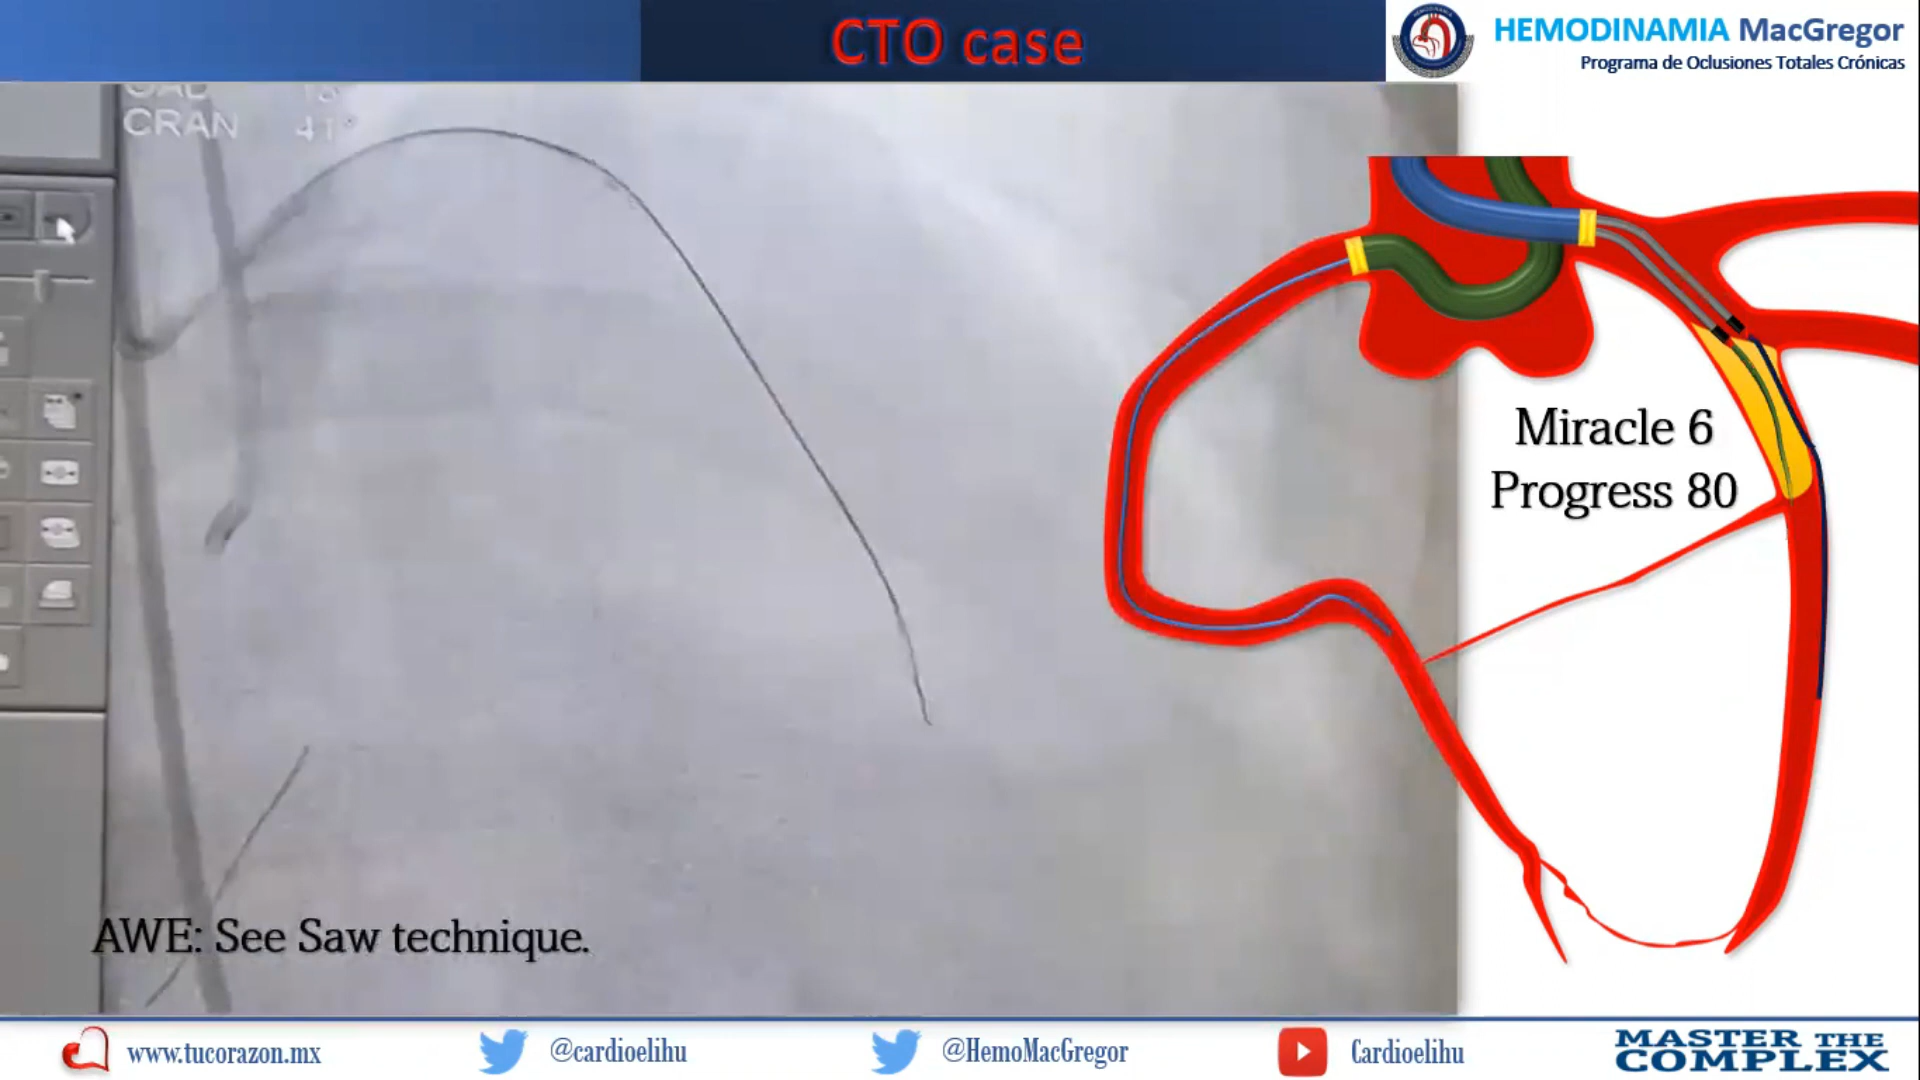 CTO case
HEMODINAMIA MacGregor
Programa de Oclusiones Totales Crónicas
CRAN 41°
Miracle 6
Progress 80
AWE: See Saw technique.
www.tucorazon.mx
@cardioelihu
@HemoMacGregor
Cardioelihu
MASTER THE
COMPLEX